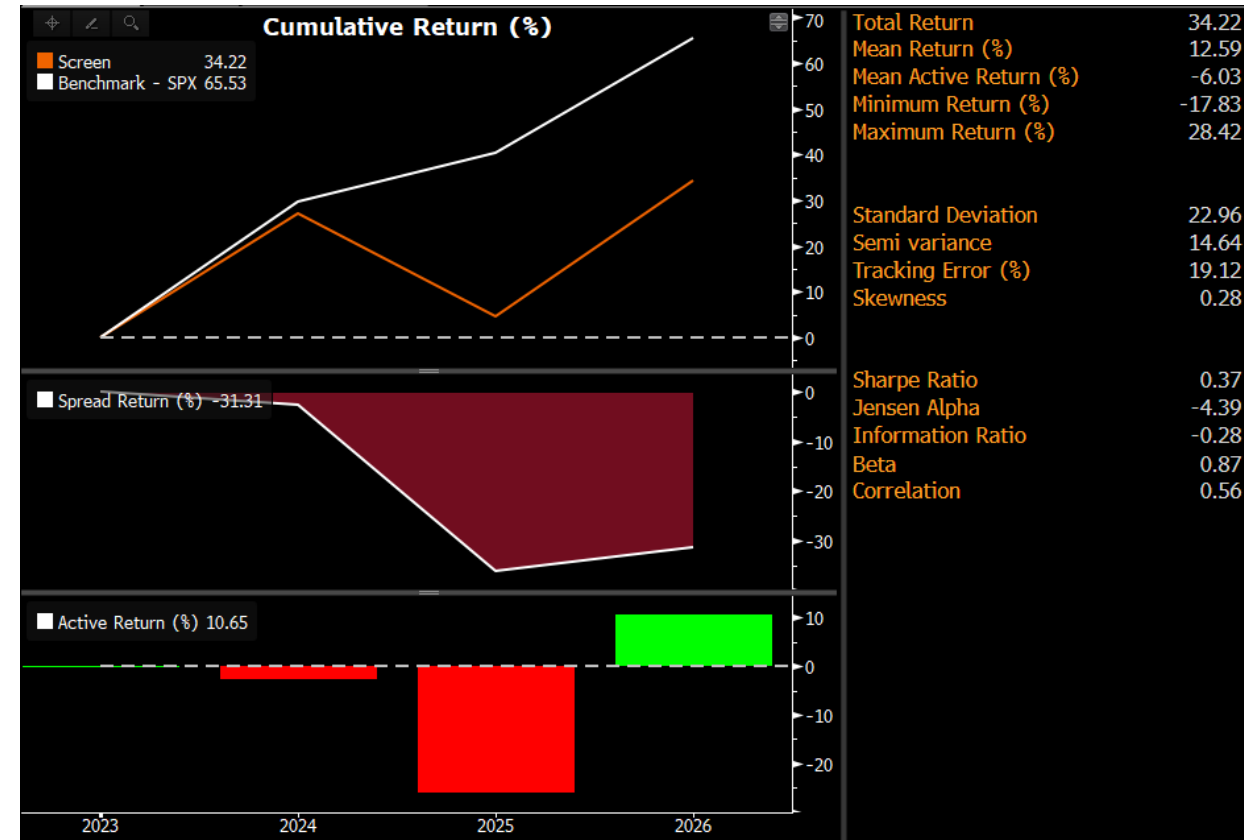 Cumulative Return (%)
Screen 34.22
Benchmark - SPX 65.53
70
60
50
40
30
20
10
0
Spread Return (%) -31.31
0
-10
-20
-30
Active Return (%) 10.65
10
0
-10
-20
2023 2024 2025 2026
Total Return 34.22
Mean Return (%) 12.59
Mean Active Return (%) -6.03
Minimum Return (%) -17.83
Maximum Return (%) 28.42
Standard Deviation 22.96
Semi variance 14.64
Tracking Error (%) 19.12
Skewness 0.28
Sharpe Ratio 0.37
Jensen Alpha -4.39
Information Ratio -0.28
Beta 0.87
Correlation 0.56